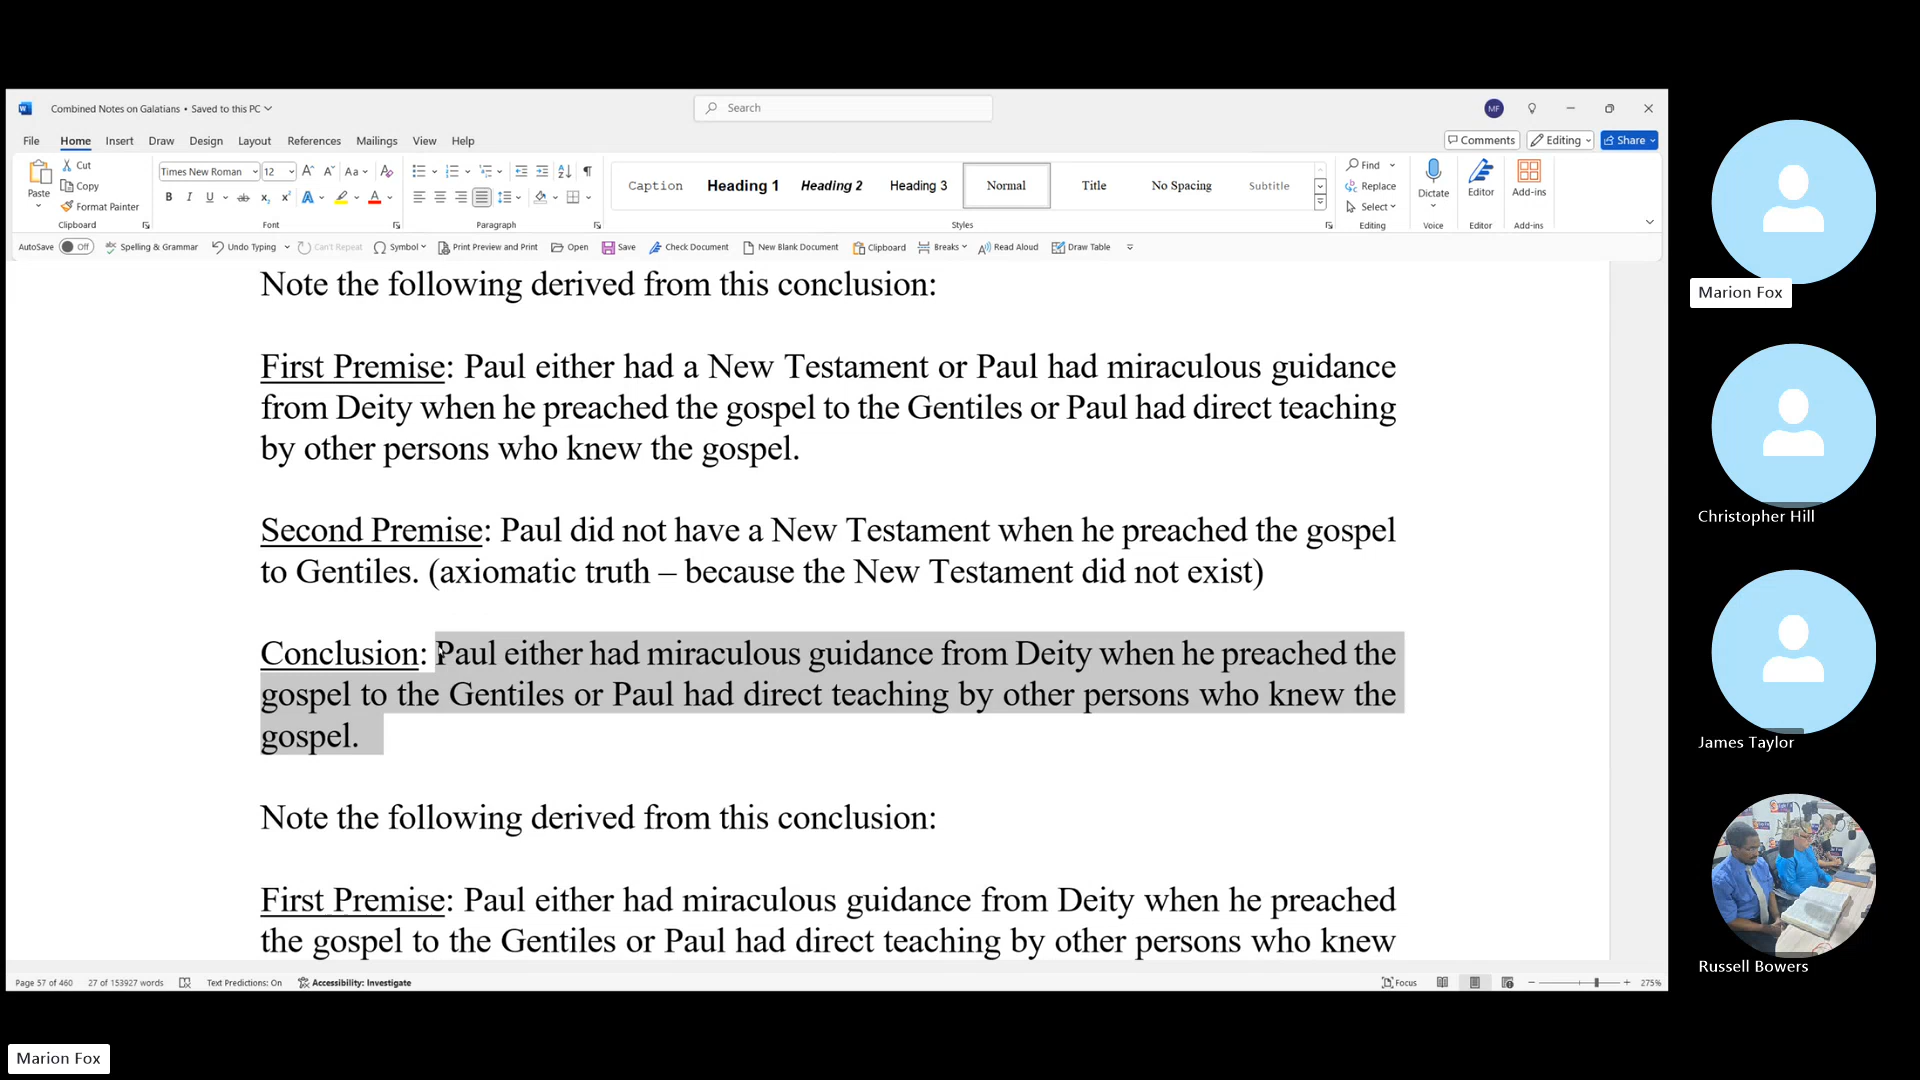 Combined Notes on Galatians • Saved to this PC
Search
MF
File Home Insert Draw Design Layout References Mailings View Help
Comments Editing Share
Paste
Cut
Copy
Format Painter
Clipboard
Times New Roman 12
Font
Paragraph
Caption Heading 1 Heading 2 Heading 3 Normal Title No Spacing Subtitle
Styles
Find
Replace
Select
Editing
Dictate
Voice
Editor
Editor
Add-ins
Add-ins
AutoSave Off Spelling & Grammar Undo Typing Can't Repeat Symbol Print Preview and Print Open Save Check Document New Blank Document Clipboard Breaks Read Aloud Draw Table
Note the following derived from this conclusion:
First Premise: Paul either had a New Testament or Paul had miraculous guidance
from Deity when he preached the gospel to the Gentiles or Paul had direct teaching
by other persons who knew the gospel.
Second Premise: Paul did not have a New Testament when he preached the gospel
to Gentiles. (axiomatic truth – because the New Testament did not exist)
Conclusion: Paul either had miraculous guidance from Deity when he preached the
gospel to the Gentiles or Paul had direct teaching by other persons who knew the
gospel.
Note the following derived from this conclusion:
First Premise: Paul either had miraculous guidance from Deity when he preached
the gospel to the Gentiles or Paul had direct teaching by other persons who knew
Page 57 of 460 27 of 153927 words Text Predictions: On Accessibility: Investigate Focus 275%
Marion Fox
Christopher Hill
James Taylor
Russell Bowers
Marion Fox